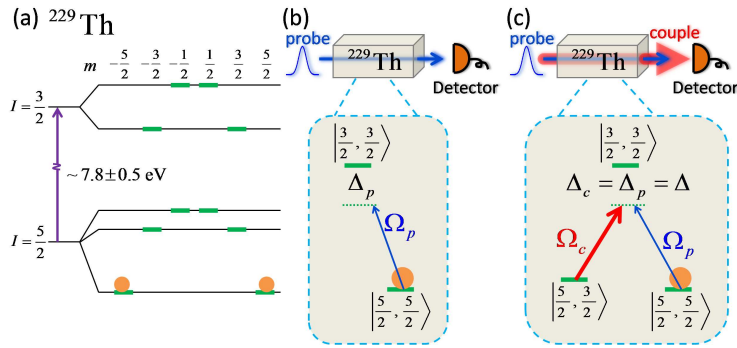 (a) ²²⁹Th
m -5/2 -3/2 -1/2 1/2 3/2 5/2
I = 3/2
~ 7.8±0.5 eV
I = 5/2
(b)
probe
²²⁹Th
Detector
|3/2, 3/2⟩
Δp
Ωp
|5/2, 5/2⟩
(c)
probe
couple
²²⁹Th
Detector
|3/2, 3/2⟩
Δc = Δp = Δ
Ωc
Ωp
|5/2, 3/2⟩
|5/2, 5/2⟩